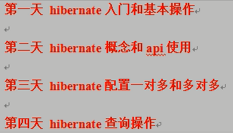 第一天 hibernate 入门和基本操作
第二天 hibernate 概念和 api 使用
第三天 hibernate 配置一对多和多对多
第四天 hibernate 查询操作